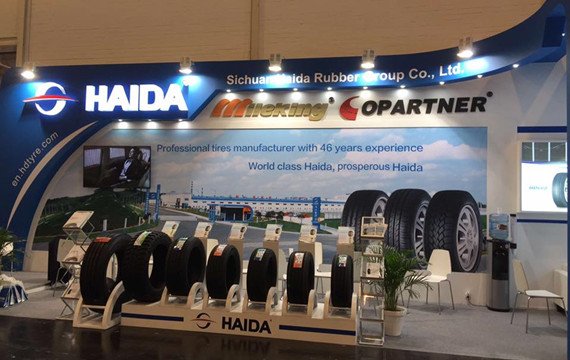 Sichuan Haida Rubber Group Co., Ltd.
HAIDA®
Mileking® COPARTNER®
Professional tires manufacturer with 46 years experience
World class Haida, prosperous Haida
en.hdtyre.com
HAIDA®